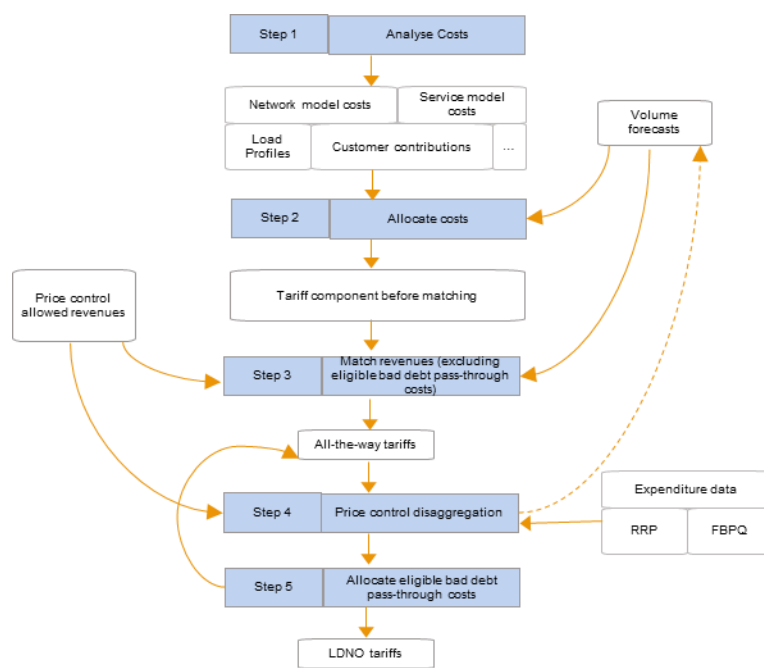 Step 1
Analyse Costs
Network model costs
Service model
costs
Load
Profiles
Customer contributions
...
Volume
forecasts
Step 2
Allocate costs
Tariff component before matching
Price control
allowed revenues
Step 3
Match revenues (excluding
eligible bad debt pass-through
costs)
All-the-way tariffs
Step 4
Price control disaggregation
Expenditure data
RRP
FBPQ
Step 5
Allocate eligible bad debt
pass-through costs
LDNO tariffs